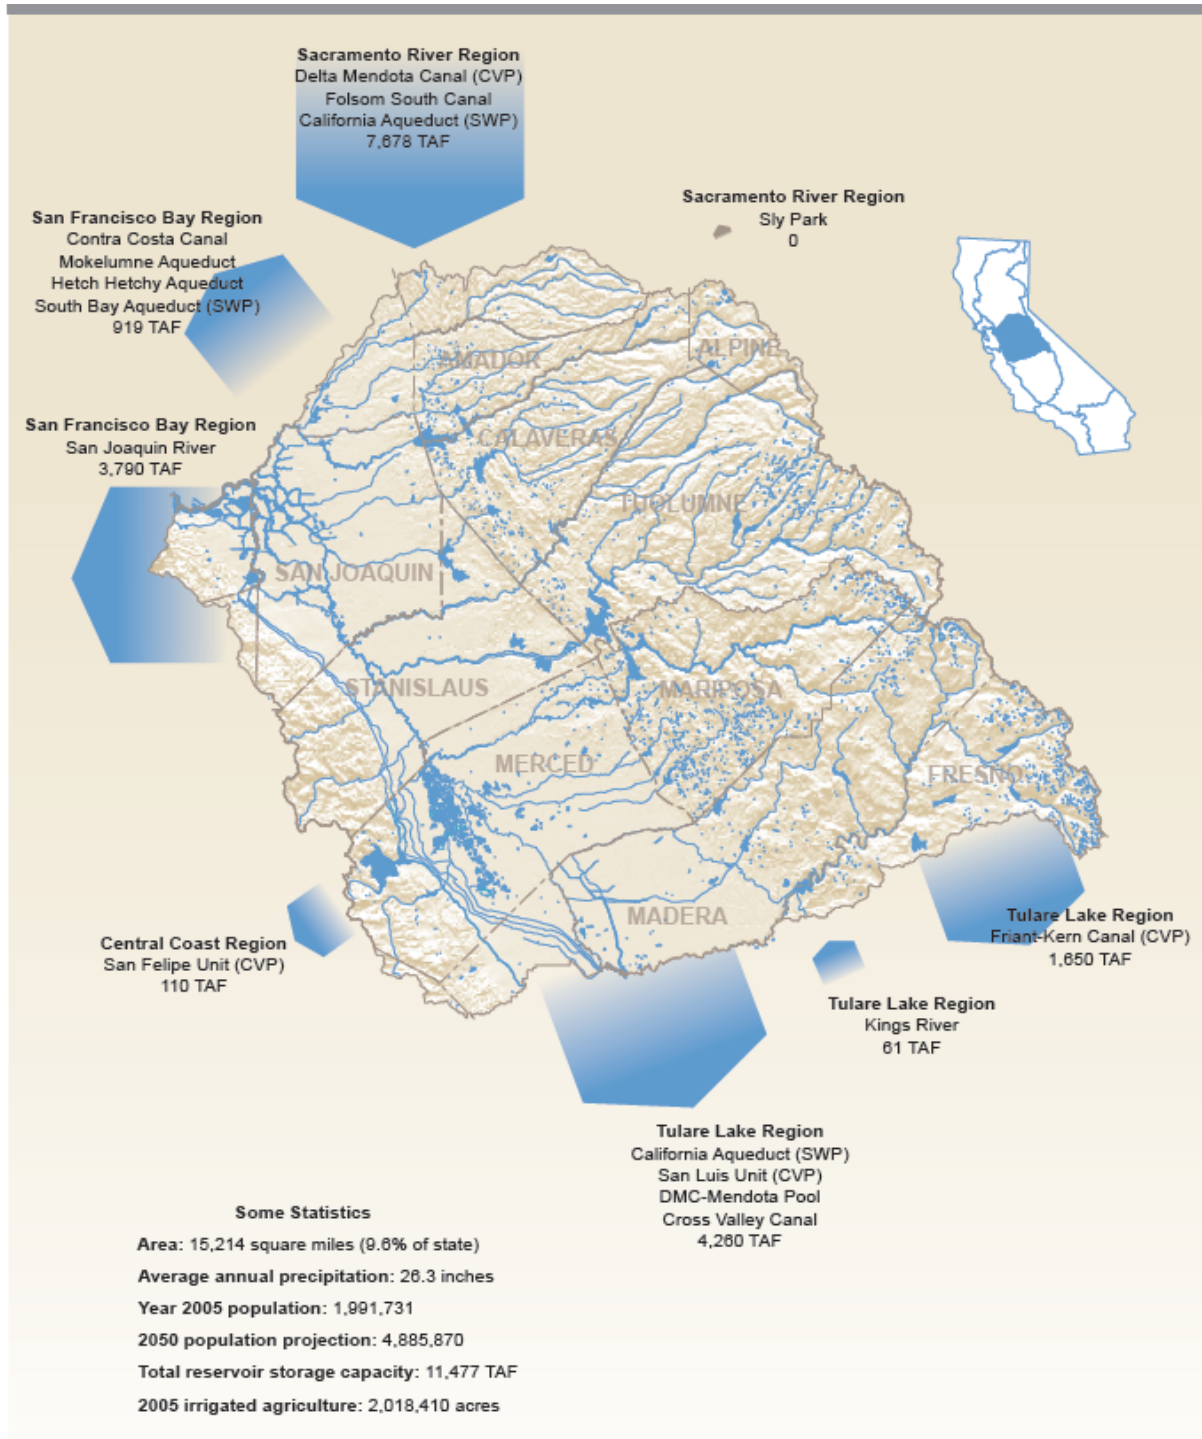 Sacramento River Region
Delta Mendota Canal (CVP)
Folsom South Canal
California Aqueduct (SWP)
7,678 TAF
Sacramento River Region
Sly Park
0
San Francisco Bay Region
Contra Costa Canal
Mokelumne Aqueduct
Hetch Hetchy Aqueduct
South Bay Aqueduct (SWP)
919 TAF
San Francisco Bay Region
San Joaquin River
3,790 TAF
AMADOR
ALPINE
CALAVERAS
TUOLUMNE
SAN JOAQUIN
STANISLAUS
MARIPOSA
MERCED
FRESNO
MADERA
Central Coast Region
San Felipe Unit (CVP)
110 TAF
Tulare Lake Region
Friant-Kern Canal (CVP)
1,650 TAF
Tulare Lake Region
Kings River
61 TAF
Tulare Lake Region
California Aqueduct (SWP)
San Luis Unit (CVP)
DMC-Mendota Pool
Cross Valley Canal
4,260 TAF
Some Statistics
Area: 15,214 square miles (9.6% of state)
Average annual precipitation: 26.3 inches
Year 2005 population: 1,991,731
2050 population projection: 4,885,870
Total reservoir storage capacity: 11,477 TAF
2005 irrigated agriculture: 2,018,410 acres